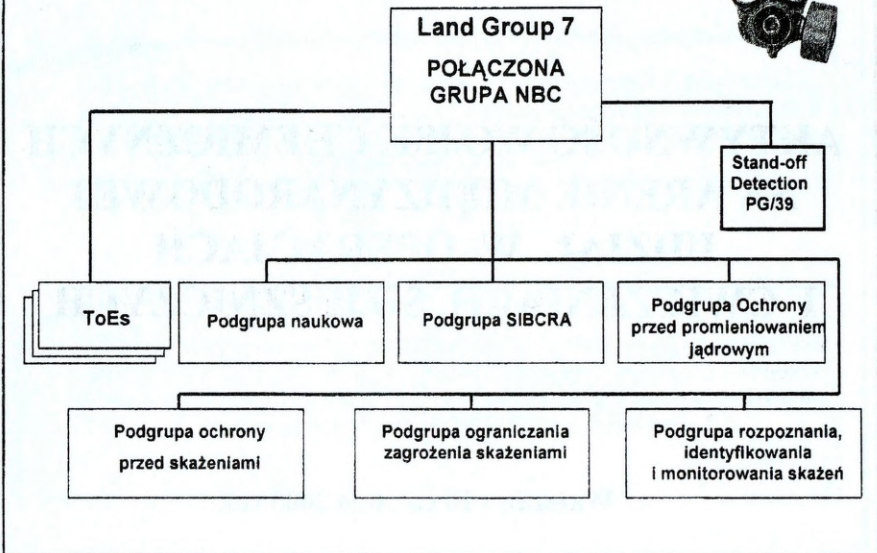 Land Group 7
POŁĄCZONA
GRUPA NBC
Stand-off
Detection
PG/39
ToEs
Podgrupa naukowa
Podgrupa SIBCRA
Podgrupa Ochrony
przed promieniowaniem
jądrowym
Podgrupa ochrony
przed skażeniami
Podgrupa ograniczania
zagrożenia skażeniami
Podgrupa rozpoznania,
identyfikowania
i monitorowania skażeń